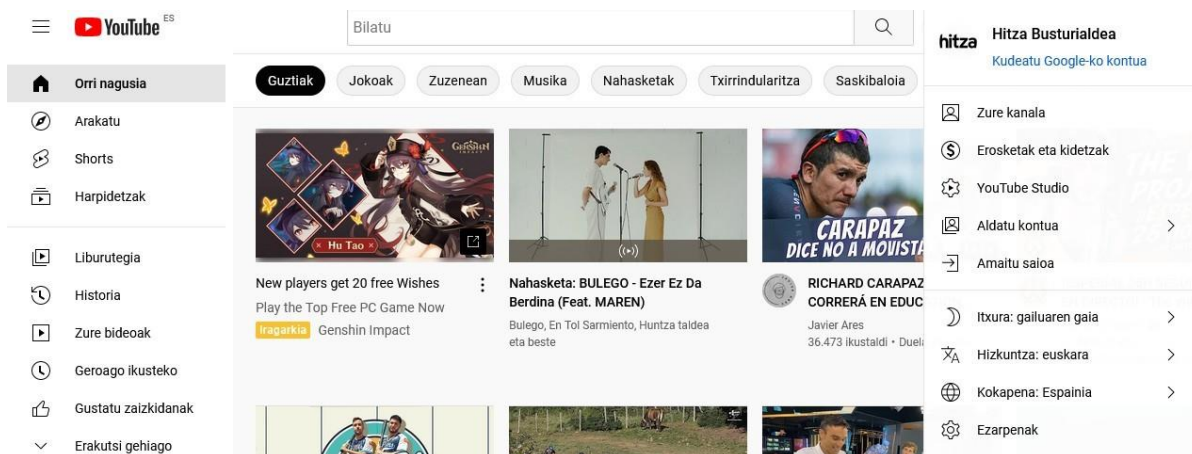 YouTube ES
Bilatu
Orri nagusia
Arakatu
Shorts
Harpidetzak
Liburutegia
Historia
Zure bideoak
Geroago ikusteko
Gustatu zaizkidanak
Erakutsi gehiago
Guztiak
Jokoak
Zuzenean
Musika
Nahasketak
Txirrindularitza
Saskibaloia
GENSHIN
Hu Tao
New players get 20 free Wishes
Play the Top Free PC Game Now
Iragarkia Genshin Impact
Nahasketa: BULEGO - Ezer Ez Da
Berdina (Feat. MAREN)
Bulego, En Tol Sarmiento, Huntza taldea
eta beste
CARAPAZ
DICE NO A MOVISTA
RICHARD CARAPAZ
CORRERÁ EN EDUC
Javier Ares
36.473 ikustaldi • Duela
hitza
Hitza Busturialdea
Kudeatu Google-ko kontua
Zure kanala
Erosketak eta kidetzak
YouTube Studio
Aldatu kontua
Amaitu saioa
Itxura: gailuaren gaia
Hizkuntza: euskara
Kokapena: Espainia
Ezarpenak